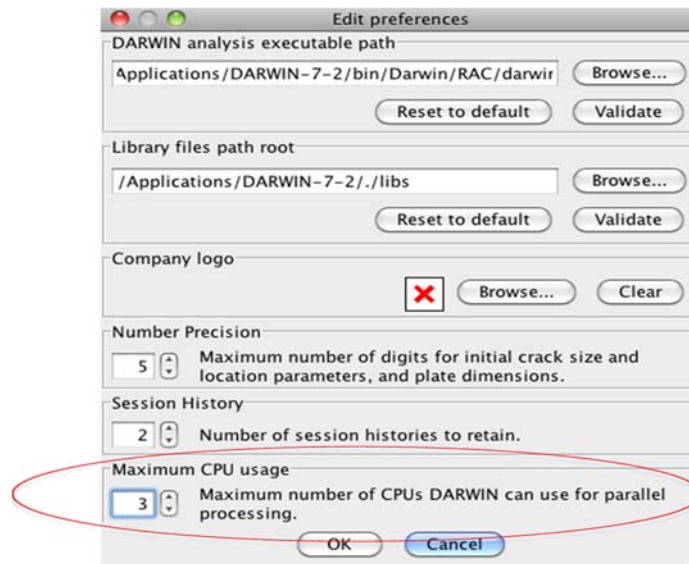 Edit preferences
DARWIN analysis executable path
Applications/DARWIN-7-2/bin/Darwin/RAC/darwin Browse...
Reset to default Validate
Library files path root
/Applications/DARWIN-7-2/./libs Browse...
Reset to default Validate
Company logo
Browse... Clear
Number Precision
5 Maximum number of digits for initial crack size and
location parameters, and plate dimensions.
Session History
2 Number of session histories to retain.
Maximum CPU usage
3 Maximum number of CPUs DARWIN can use for parallel
processing.
OK Cancel